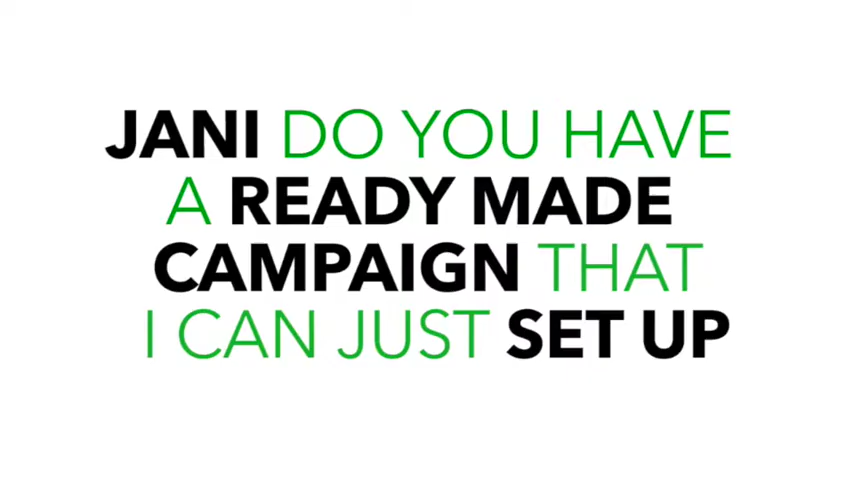 JANI DO YOU HAVE
A READY MADE
CAMPAIGN THAT
I CAN JUST SET UP